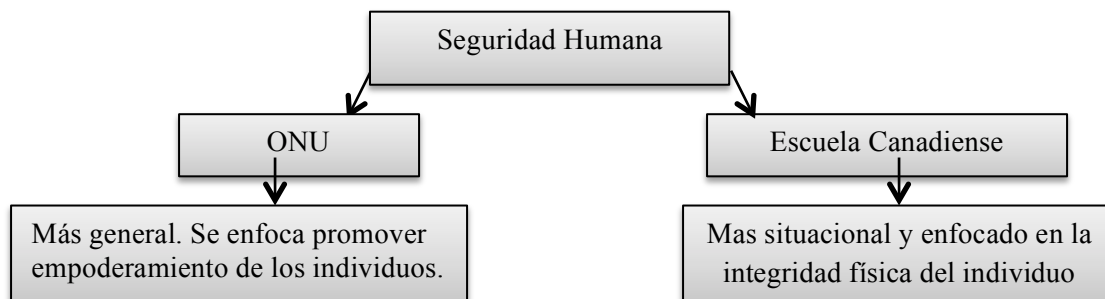 Seguridad Humana
ONU
Escuela Canadiense
Más general. Se enfoca promover
empoderamiento de los individuos.
Mas situacional y enfocado en la
integridad física del individuo